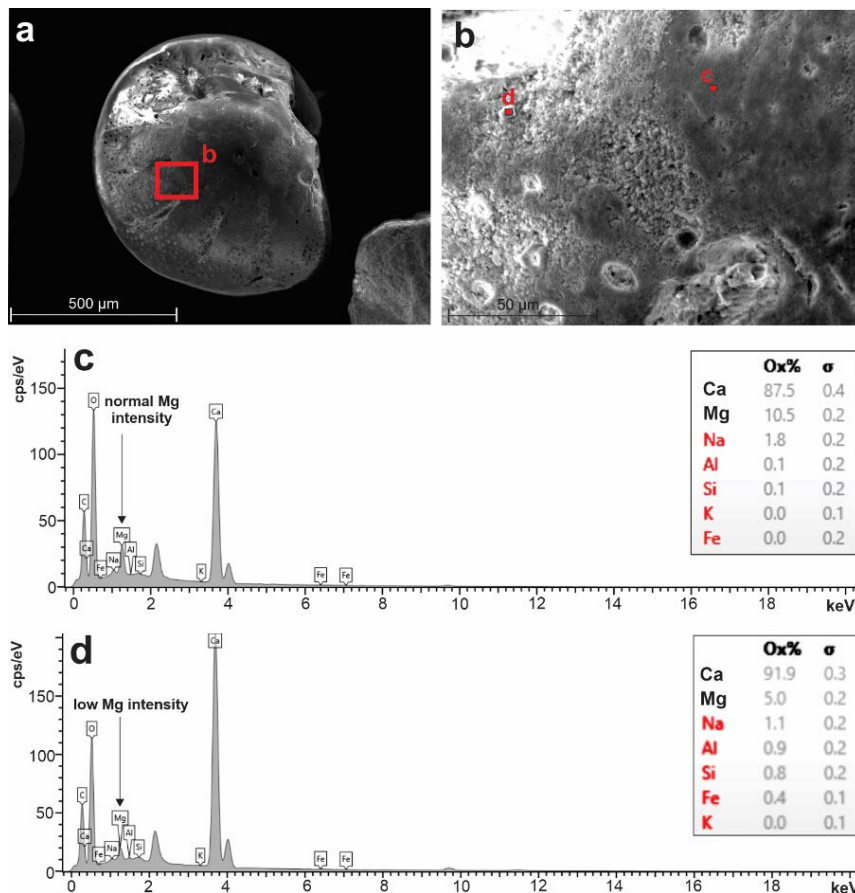 a
b
500 µm
b
d
c
50 µm
c
cps/eV
150
100
50
0
normal Mg
intensity
C
O
Ca
Fe
Na
Mg
Al
Si
K
Ca
Fe
Fe
0 2 4 6 8 10 12 14 16 18 keV
Ox% σ
Ca 87.5 0.4
Mg 10.5 0.2
Na 1.8 0.2
Al 0.1 0.2
Si 0.1 0.2
K 0.0 0.1
Fe 0.0 0.2
d
cps/eV
150
100
50
0
low Mg intensity
C
O
Ca
Fe
Na
Mg
Al
Si
K
Ca
Fe
Fe
0 2 4 6 8 10 12 14 16 18 keV
Ox% σ
Ca 91.9 0.3
Mg 5.0 0.2
Na 1.1 0.2
Al 0.9 0.2
Si 0.8 0.2
Fe 0.4 0.1
K 0.0 0.1